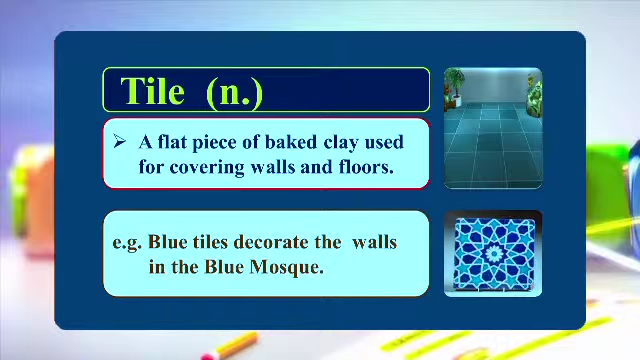 Tile (n.)
➢ A flat piece of baked clay used
for covering walls and floors.
e.g. Blue tiles decorate the walls
in the Blue Mosque.